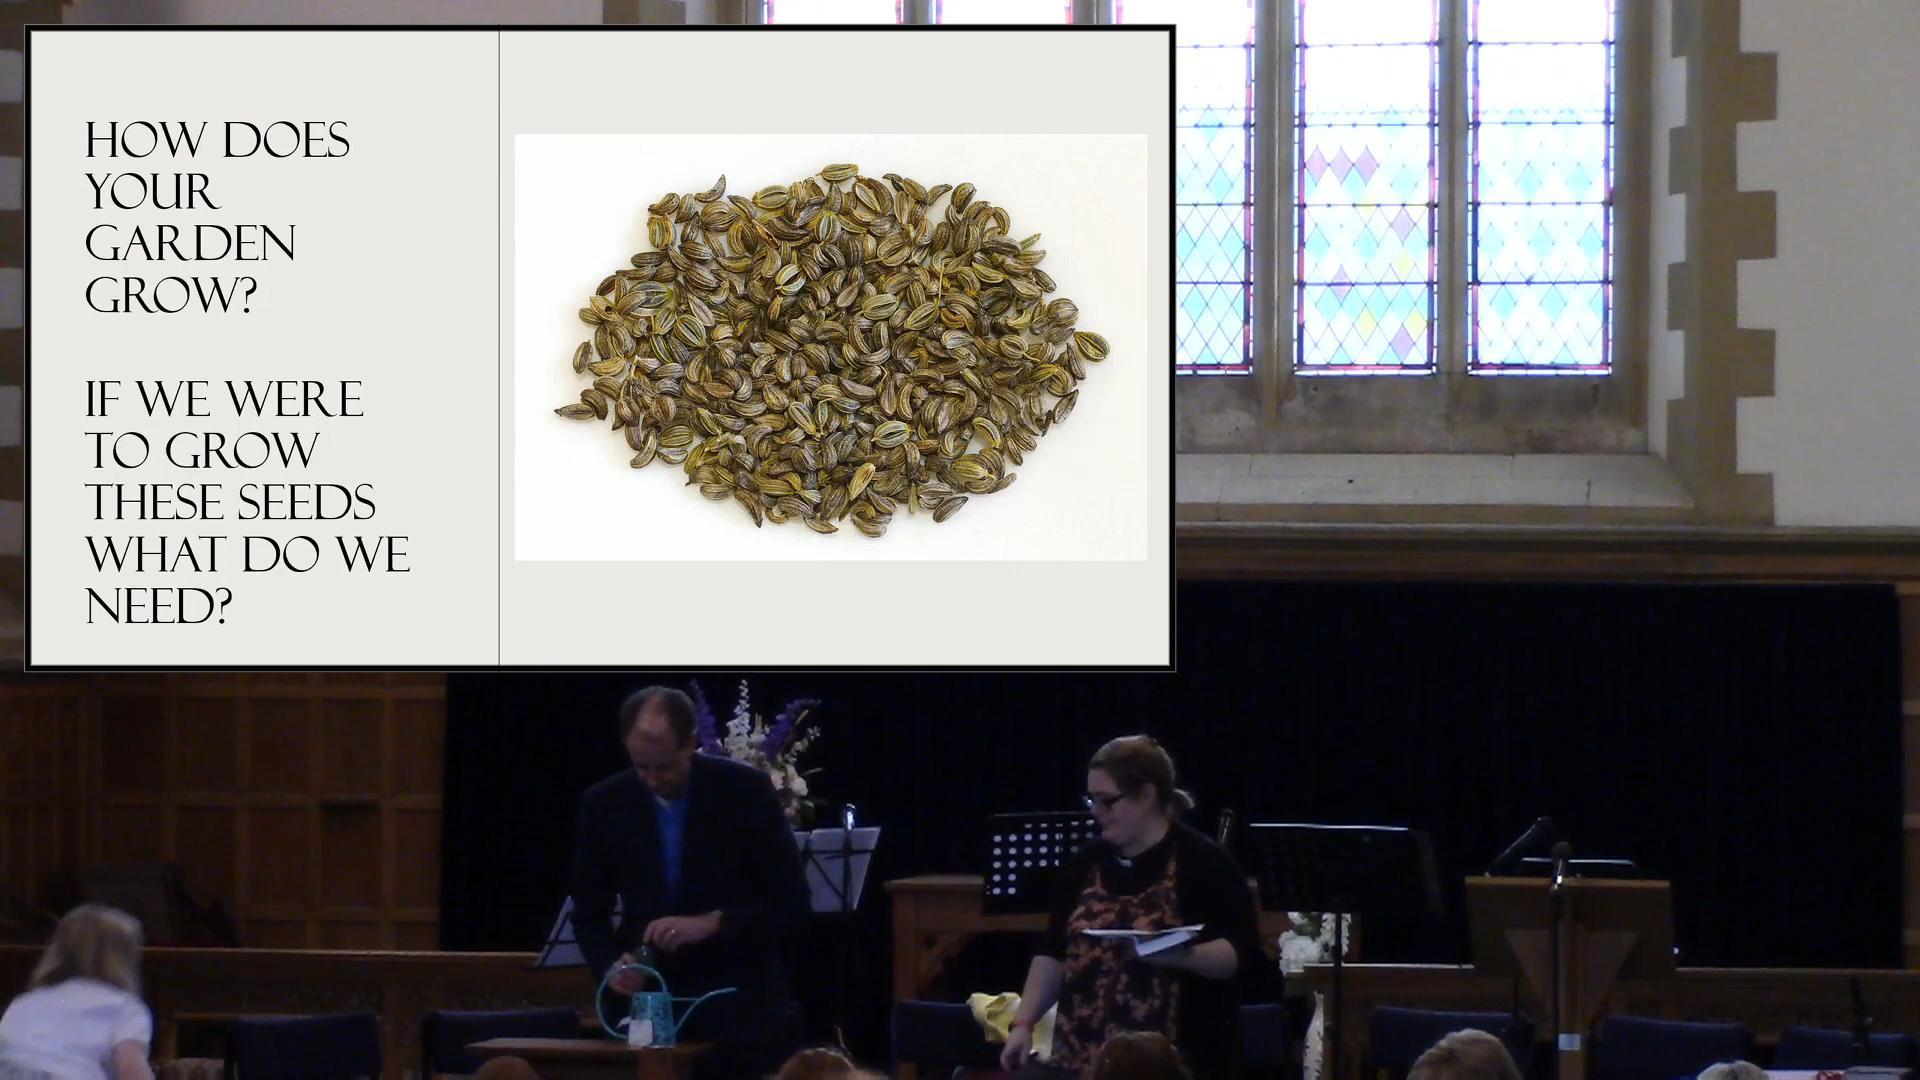 HOW DOES
YOUR
GARDEN
GROW?
IF WE WERE
TO GROW
THESE SEEDS
WHAT DO WE
NEED?